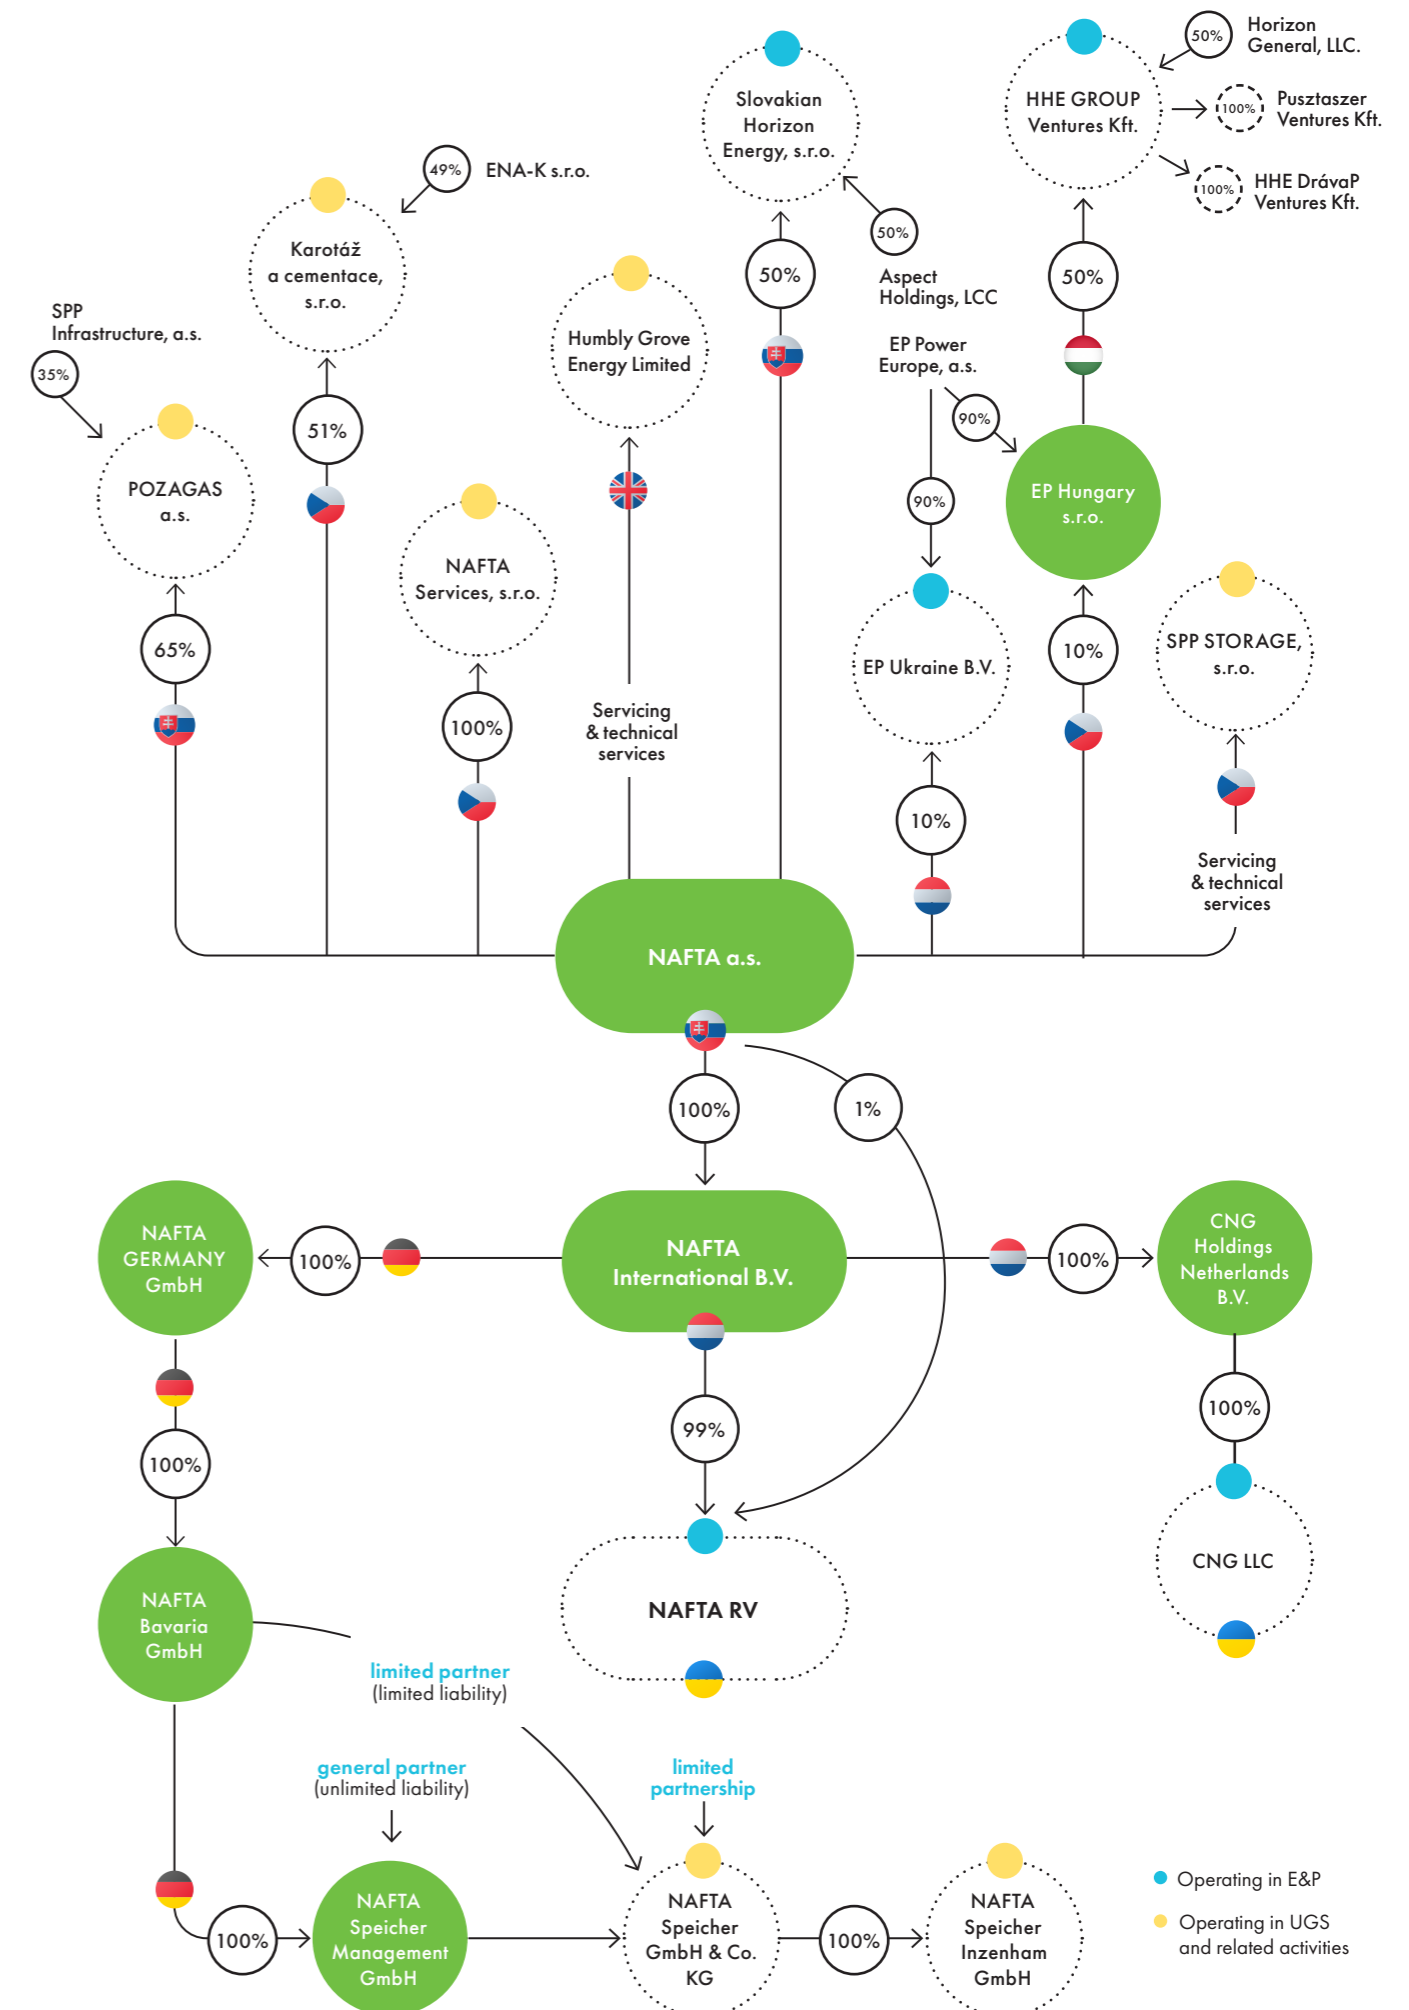 50%
Horizon
General, LLC.
HHE GROUP
Ventures Kft.
100%
Pusztaszer
Ventures Kft.
100%
HHE DrávaP
Ventures Kft.
Slovakian
Horizon
Energy, s.r.o.
49%
ENA-K s.r.o.
Karotáž
a cementace,
s.r.o.
50%
Aspect
Holdings, LCC
50%
50%
SPP
Infrastructure, a.s.
35%
Humbly Grove
Energy Limited
EP Power
Europe, a.s.
90%
90%
51%
POZAGAS
a.s.
EP Hungary
s.r.o.
NAFTA
Services, s.r.o.
65%
EP Ukraine B.V.
10%
SPP STORAGE,
s.r.o.
100%
Servicing
& technical
services
10%
Servicing
& technical
services
NAFTA a.s.
100%
1%
NAFTA
GERMANY
GmbH
100%
NAFTA
International B.V.
100%
CNG
Holdings
Netherlands
B.V.
100%
99%
100%
NAFTA RV
CNG LLC
NAFTA
Bavaria
GmbH
limited partner
(limited liability)
general partner
(unlimited liability)
limited
partnership
100%
NAFTA
Speicher
Management
GmbH
NAFTA
Speicher
GmbH & Co.
KG
100%
NAFTA
Speicher
Inzenham
GmbH
Operating in E&P
Operating in UGS
and related activities